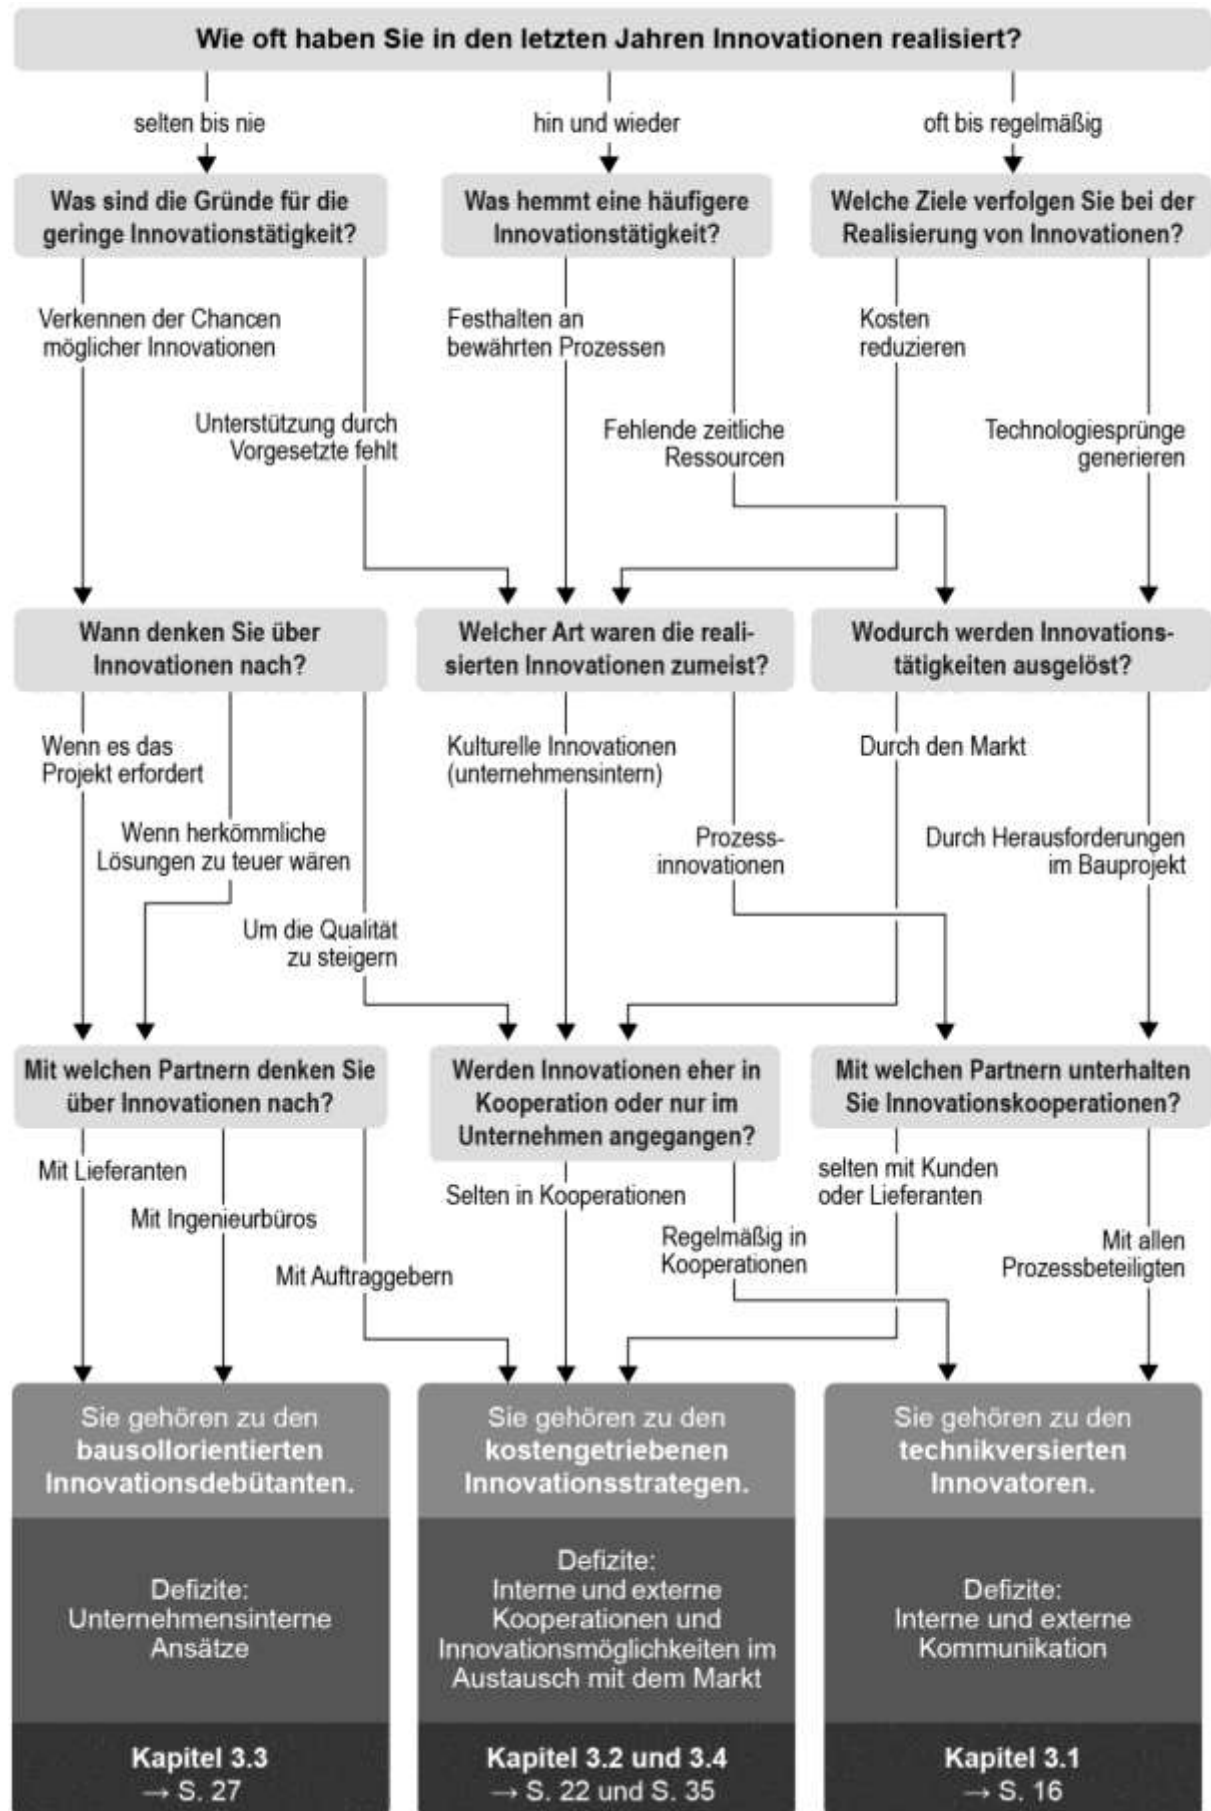 Wie oft haben Sie in den letzten Jahren Innovationen realisiert?
selten bis nie
hin und wieder
oft bis regelmäßig
Was sind die Gründe für die
geringe Innovationstätigkeit?
Was hemmt eine häufigere
Innovationstätigkeit?
Welche Ziele verfolgen Sie bei der
Realisierung von Innovationen?
Verkennen der Chancen
möglicher Innovationen
Unterstützung durch
Vorgesetzte fehlt
Festhalten an
bewährten Prozessen
Fehlende zeitliche
Ressourcen
Kosten
reduzieren
Technologiesprünge
generieren
Wann denken Sie über
Innovationen nach?
Welcher Art waren die reali-
sierten Innovationen zumeist?
Wodurch werden Innovations-
tätigkeiten ausgelöst?
Wenn es das
Projekt erfordert
Wenn herkömmliche
Lösungen zu teuer wären
Um die Qualität
zu steigern
Kulturelle Innovationen
(unternehmensintern)
Prozess-
innovationen
Durch den Markt
Durch Herausforderungen
im Bauprojekt
Mit welchen Partnern denken Sie
über Innovationen nach?
Werden Innovationen eher in
Kooperation oder nur im
Unternehmen angegangen?
Mit welchen Partnern unterhalten
Sie Innovationskooperationen?
Mit Lieferanten
Mit Ingenieurbüros
Mit Auftraggebern
Selten in Kooperationen
Regelmäßig in
Kooperationen
selten mit Kunden
oder Lieferanten
Mit allen
Prozessbeteiligten
Sie gehören zu den
bausollorientierten
Innovationsdebütanten.
Defizite:
Unternehmensinterne
Ansätze
Kapitel 3.3
→ S. 27
Sie gehören zu den
kostengetriebenen
Innovationsstrategen.
Defizite:
Interne und externe
Kooperationen und
Innovationsmöglichkeiten im
Austausch mit dem Markt
Kapitel 3.2 und 3.4
→ S. 22 und S. 35
Sie gehören zu den
technikversierten
Innovatoren.
Defizite:
Interne und externe
Kommunikation
Kapitel 3.1
→ S. 16